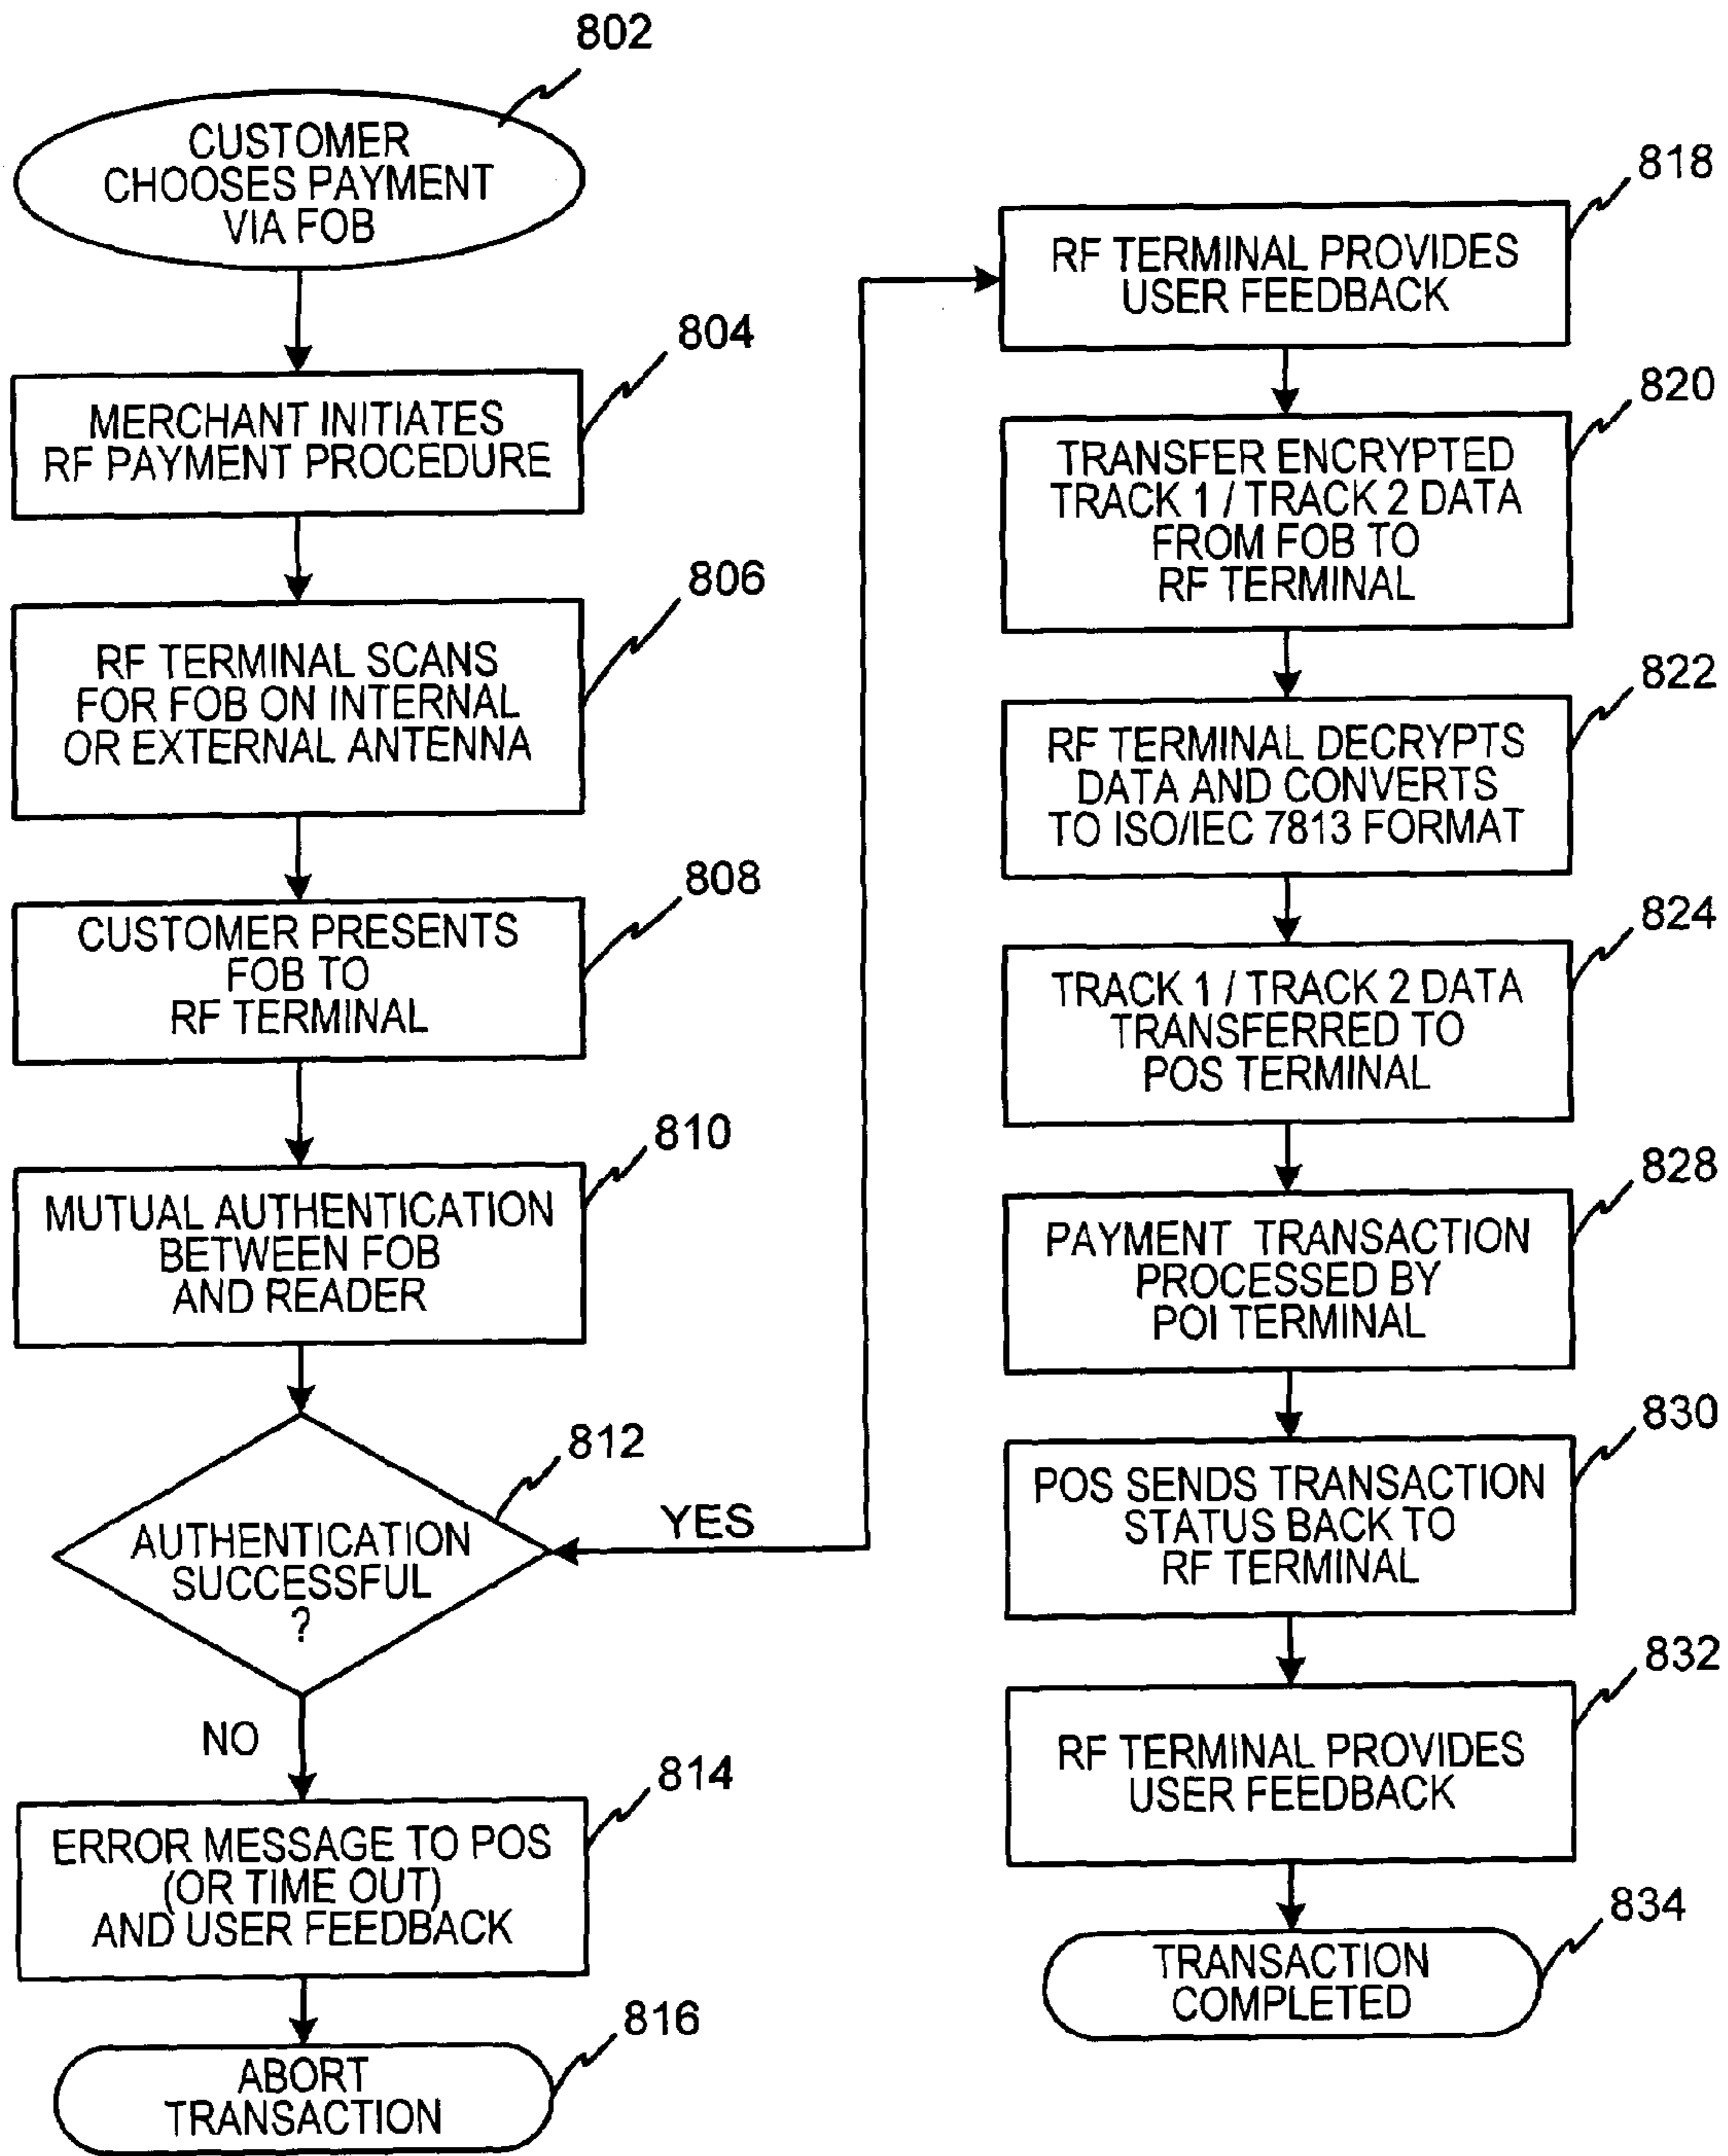 802
CUSTOMER
CHOOSES PAYMENT
VIA FOB
804
MERCHANT INITIATES
RF PAYMENT PROCEDURE
806
RF TERMINAL SCANS
FOR FOB ON INTERNAL
OR EXTERNAL ANTENNA
808
CUSTOMER PRESENTS
FOB TO
RF TERMINAL
810
MUTUAL AUTHENTICATION
BETWEEN FOB
AND READER
812
AUTHENTICATION
SUCCESSFUL
?
YES
NO
814
ERROR MESSAGE TO POS
(OR TIME OUT)
AND USER FEEDBACK
816
ABORT
TRANSACTION
818
RF TERMINAL PROVIDES
USER FEEDBACK
820
TRANSFER ENCRYPTED
TRACK 1 / TRACK 2 DATA
FROM FOB TO
RF TERMINAL
822
RF TERMINAL DECRYPTS
DATA AND CONVERTS
TO ISO/IEC 7813 FORMAT
824
TRACK 1 / TRACK 2 DATA
TRANSFERRED TO
POS TERMINAL
828
PAYMENT TRANSACTION
PROCESSED BY
POI TERMINAL
830
POS SENDS TRANSACTION
STATUS BACK TO
RF TERMINAL
832
RF TERMINAL PROVIDES
USER FEEDBACK
834
TRANSACTION
COMPLETED